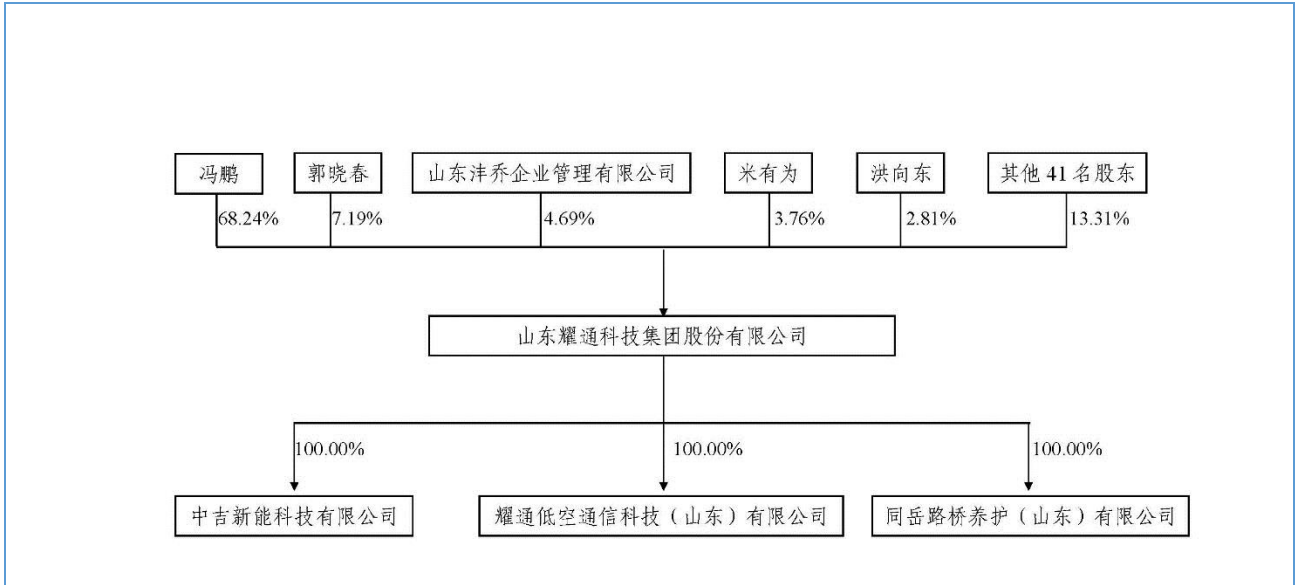 冯鹏
郭晓春
山东沣乔企业管理有限公司
米有为
洪向东
其他 41 名股东
68.24%
7.19%
4.69%
3.76%
2.81%
13.31%
山东耀通科技集团股份有限公司
100.00%
100.00%
100.00%
中吉新能科技有限公司
耀通低空通信科技（山东）有限公司
同岳路桥养护（山东）有限公司